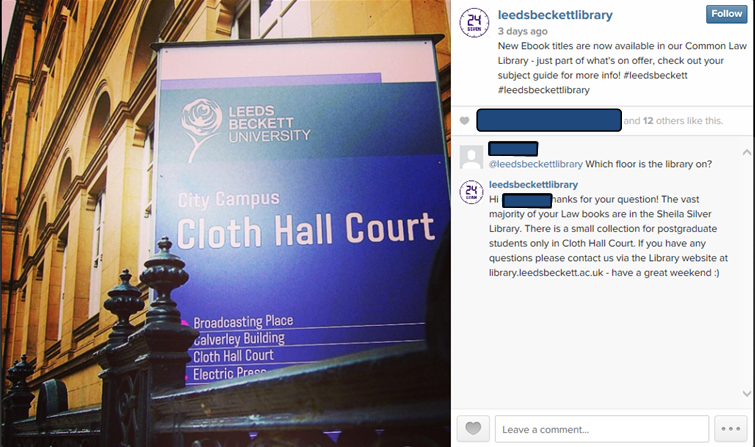 LEEDS
BECKETT
UNIVERSITY
City Campus
Cloth Hall Court
Broadcasting Place
Calverley Building
Cloth Hall Court
Electric Press
24
SEVEN
leedsbeckettlibrary
Follow
3 days ago
New Ebook titles are now available in our Common Law
Library - just part of what's on offer, check out your
subject guide for more info! #leedsbeckett
#leedsbeckettlibrary
and 12 others like this.
@leedsbeckettlibrary Which floor is the library on?
24
SEVEN
leedsbeckettlibrary
Hi hanks for your question! The vast
majority of your Law books are in the Sheila Silver
Library. There is a small collection for postgraduate
students only in Cloth Hall Court. If you have any
questions please contact us via the Library website at
library.leedsbeckett.ac.uk - have a great weekend :)
Leave a comment...